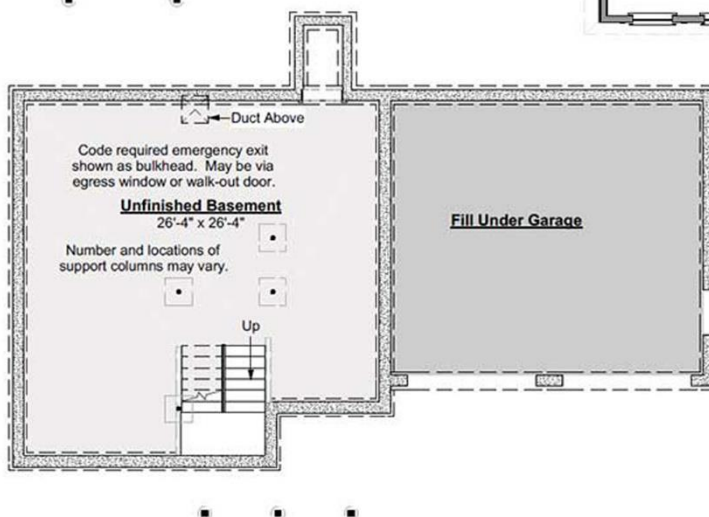 Duct Above
Code required emergency exit
shown as bulkhead. May be via
egress window or walk-out door.
Unfinished Basement
26'-4" x 26'-4"
Number and locations of
support columns may vary.
Up
Fill Under Garage